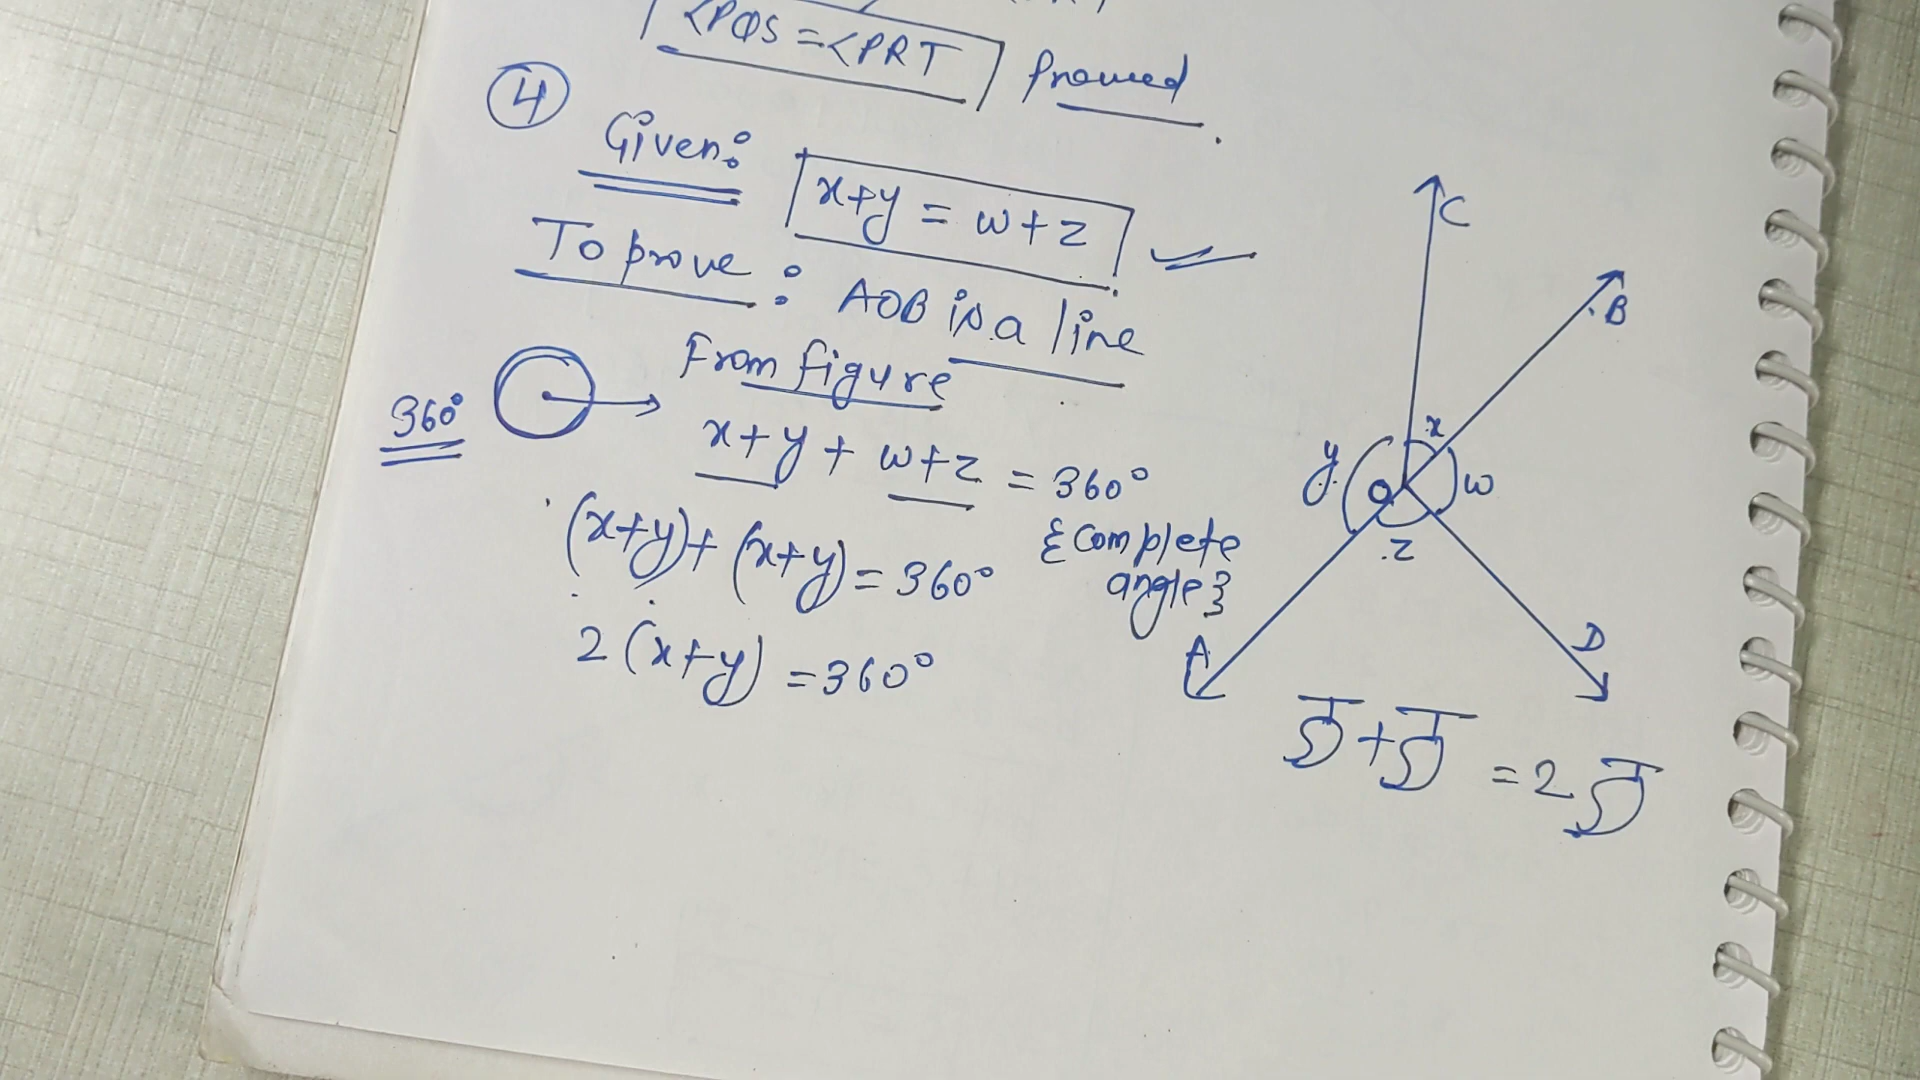 <PQS = <PRT Proved
4
Given: x+y = w+z
To prove : AOB is a line
From figure
360°
x+y + w+z = 360°
{Complete angle}
(x+y)+(x+y) = 360°
2(x+y) = 360°
C
B
x
y
O
w
z
A
D